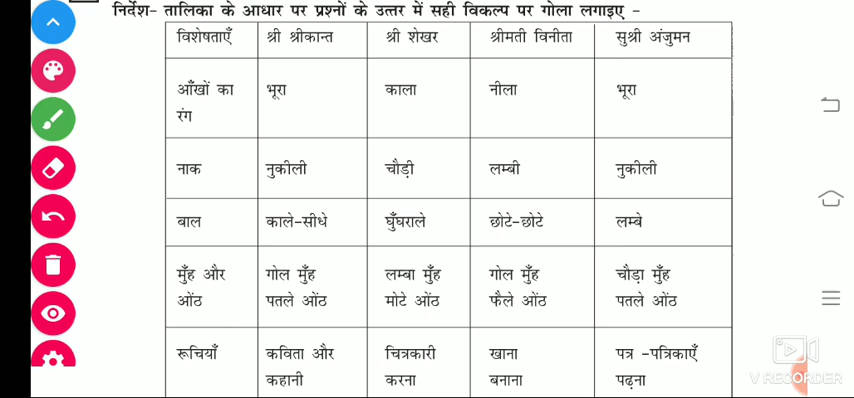 निर्देश- तालिका के आधार पर प्रश्नों के उत्तर में सही विकल्प पर गोला लगाइए -
विशेषताएँ श्री श्रीकान्त श्री शेखर श्रीमती विनीता सुश्री अंजुमन
आँखों का रंग भूरा काला नीला भूरा
नाक नुकीली चौड़ी लम्बी नुकीली
बाल काले-सीधे घुँघराले छोटे-छोटे लम्बे
मुँह और गोल मुँह लम्बा मुँह गोल मुँह चौड़ा मुँह
ओंठ पतले ओंठ मोटे ओंठ फैले ओंठ पतले ओंठ
रूचियाँ कविता और चित्रकारी खाना पत्र -पत्रिकाएँ
कहानी करना बनाना पढ़ना
V RECORDER